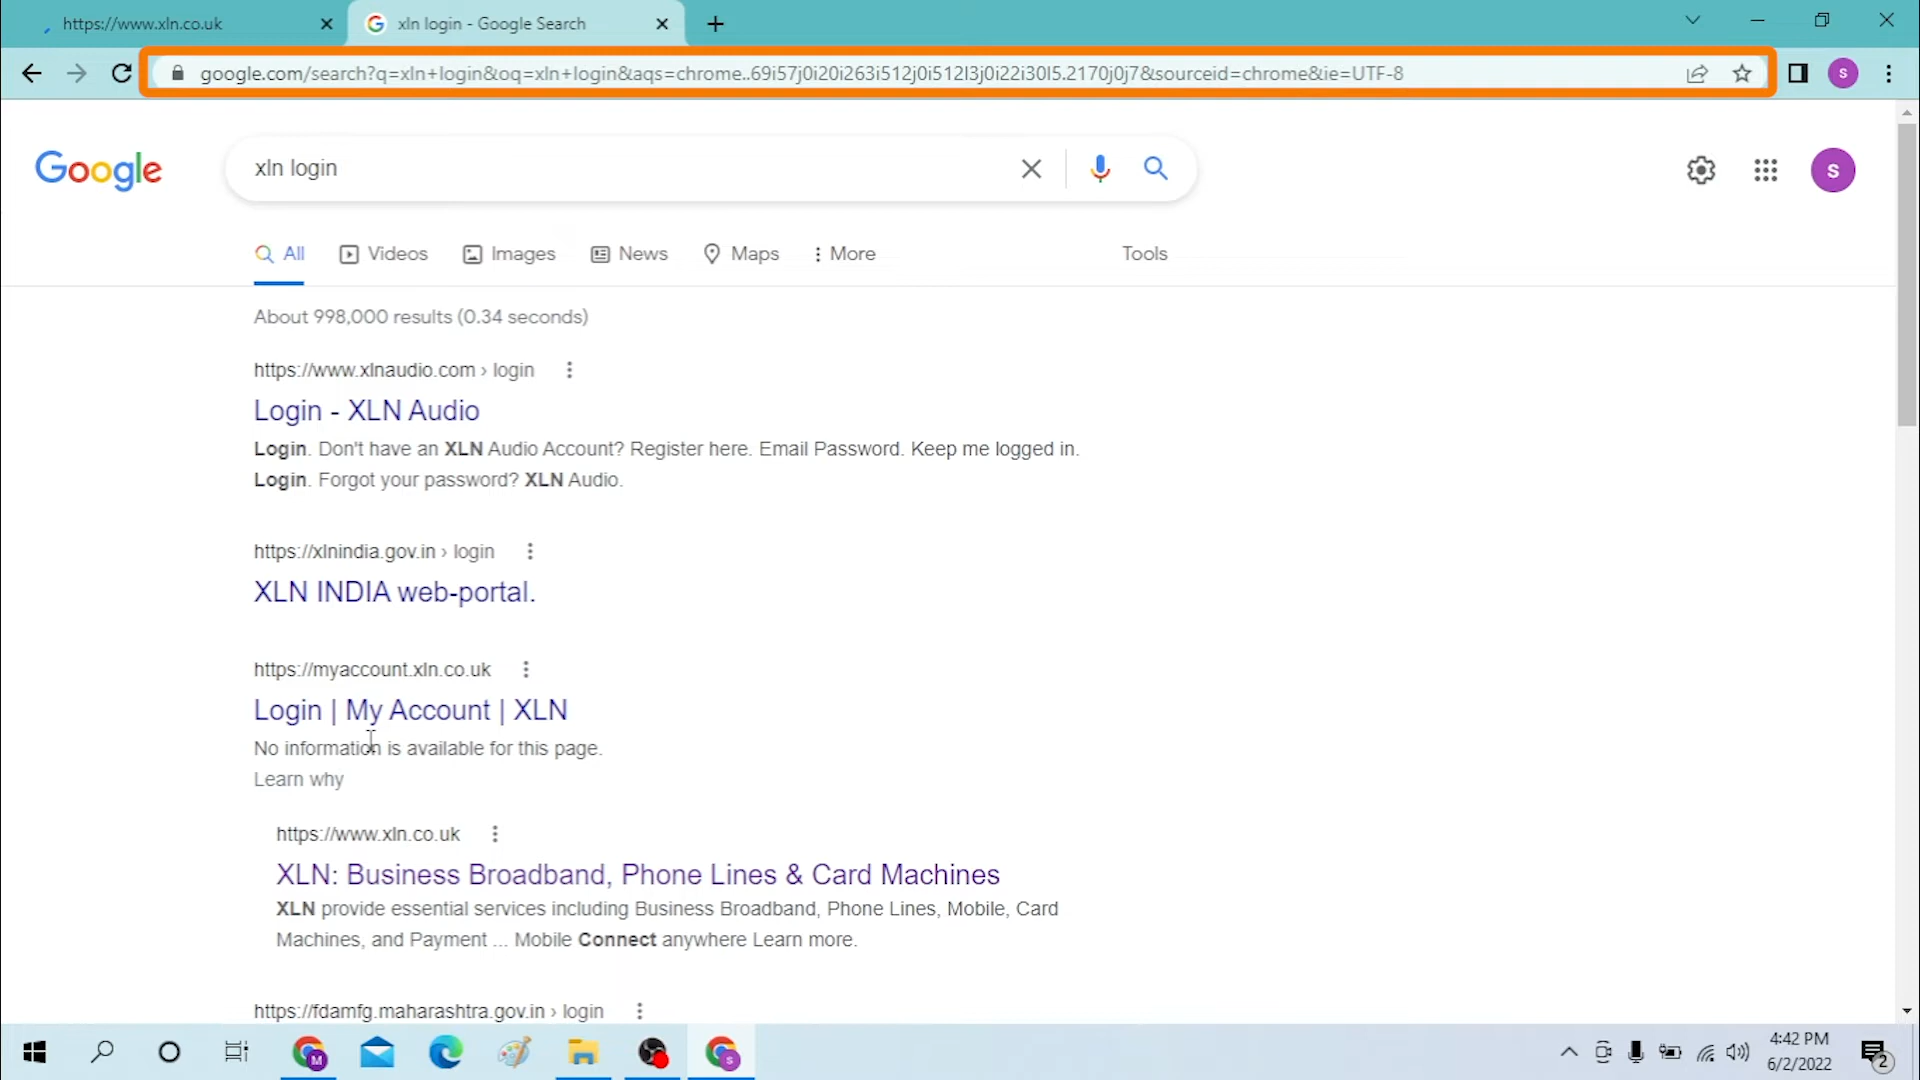 https://www.xln.co.uk
xln login - Google Search
google.com/search?q=xln+login&oq=xln+login&aqs=chrome..69i57j0i20i263i512j0i512l3j0i22i30l5.2170j0j7&sourceid=chrome&ie=UTF-8
S
Google
xln login
S
All Videos Images News Maps More Tools
About 998,000 results (0.34 seconds)
https://www.xlnaudio.com › login
Login - XLN Audio
Login. Don't have an XLN Audio Account? Register here. Email Password. Keep me logged in.
Login. Forgot your password? XLN Audio.
https://xlnindia.gov.in › login
XLN INDIA web-portal.
https://myaccount.xln.co.uk
Login | My Account | XLN
No information is available for this page.
Learn why
https://www.xln.co.uk
XLN: Business Broadband, Phone Lines & Card Machines
XLN provide essential services including Business Broadband, Phone Lines, Mobile, Card
Machines, and Payment ... Mobile Connect anywhere Learn more.
https://fdamfg.maharashtra.gov.in › login
M
S
4:42 PM
6/2/2022
2